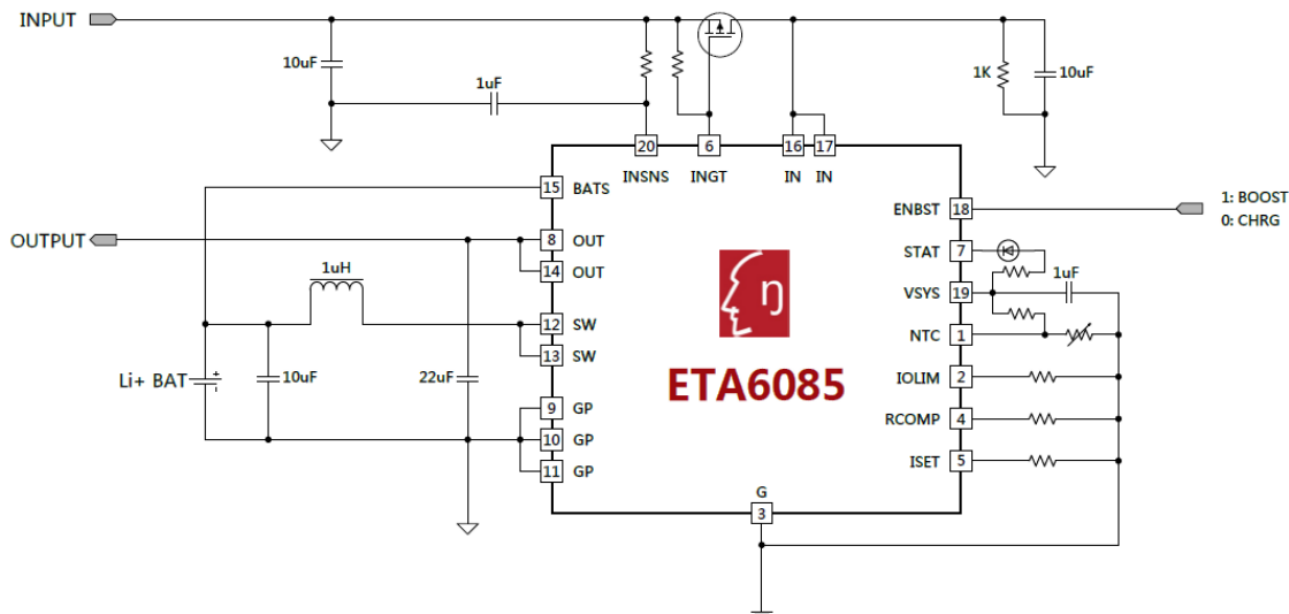 INPUT
10uF
1uF
1K
10uF
20
6
16
17
INSNS
INGT
IN
IN
15 BATS
ENBST 18
1: BOOST
0: CHRG
OUTPUT
8 OUT
STAT 7
14 OUT
1uH
1uF
VSYS 19
12 SW
NTC 1
13 SW
Li+ BAT
10uF
22uF
ETA6085
IOLIM 2
9 GP
RCOMP 4
10 GP
ISET 5
11 GP
G
3